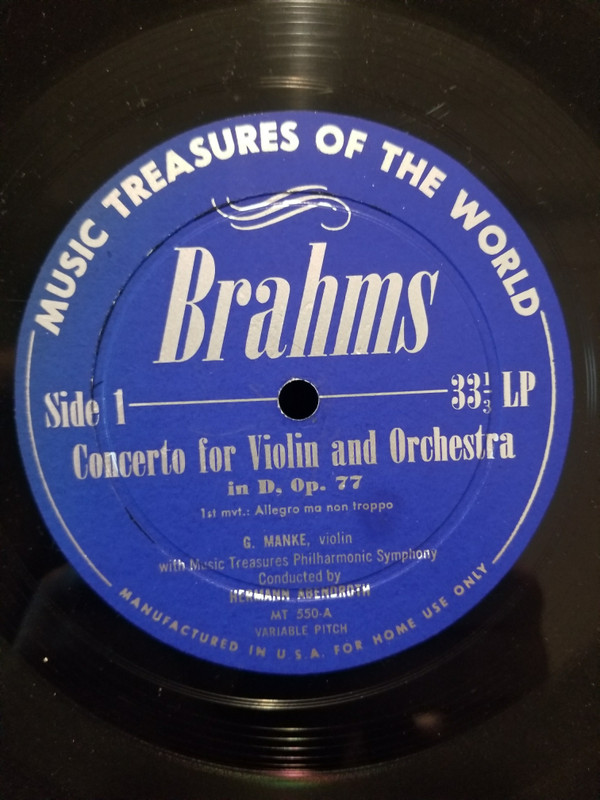 MUSIC TREASURES OF THE WORLD
Brahms
Side 1
33 1/3 LP
Concerto for Violin and Orchestra
in D, Op. 77
1st mvt.: Allegro ma non troppo
G. MANKE, violin
with Music Treasures Philharmonic Symphony
Conducted by
HERMANN ABENDROTH
MT 550-A
VARIABLE PITCH
MANUFACTURED IN U.S.A. FOR HOME USE ONLY